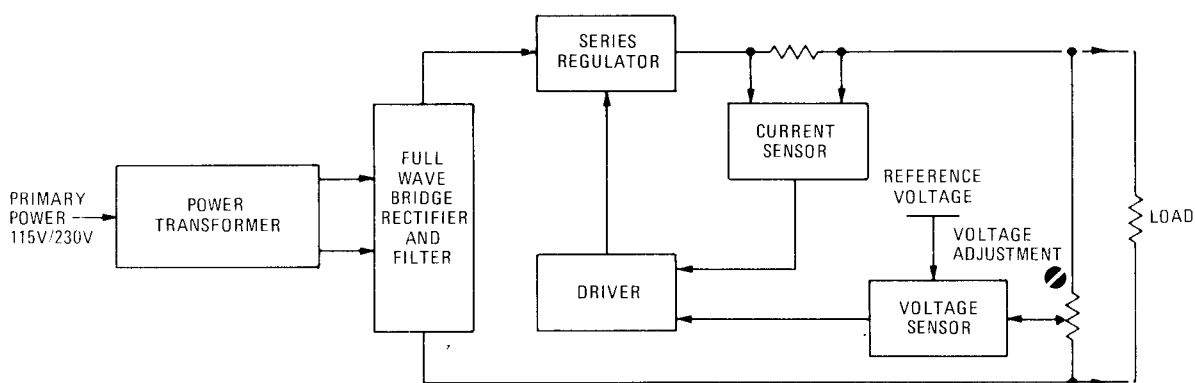 SERIES
REGULATOR
CURRENT
SENSOR
FULL
WAVE
BRIDGE
RECTIFIER
AND
FILTER
REFERENCE
VOLTAGE
PRIMARY
POWER
115V/230V
POWER
TRANSFORMER
LOAD
VOLTAGE
ADJUSTMENT
DRIVER
VOLTAGE
SENSOR